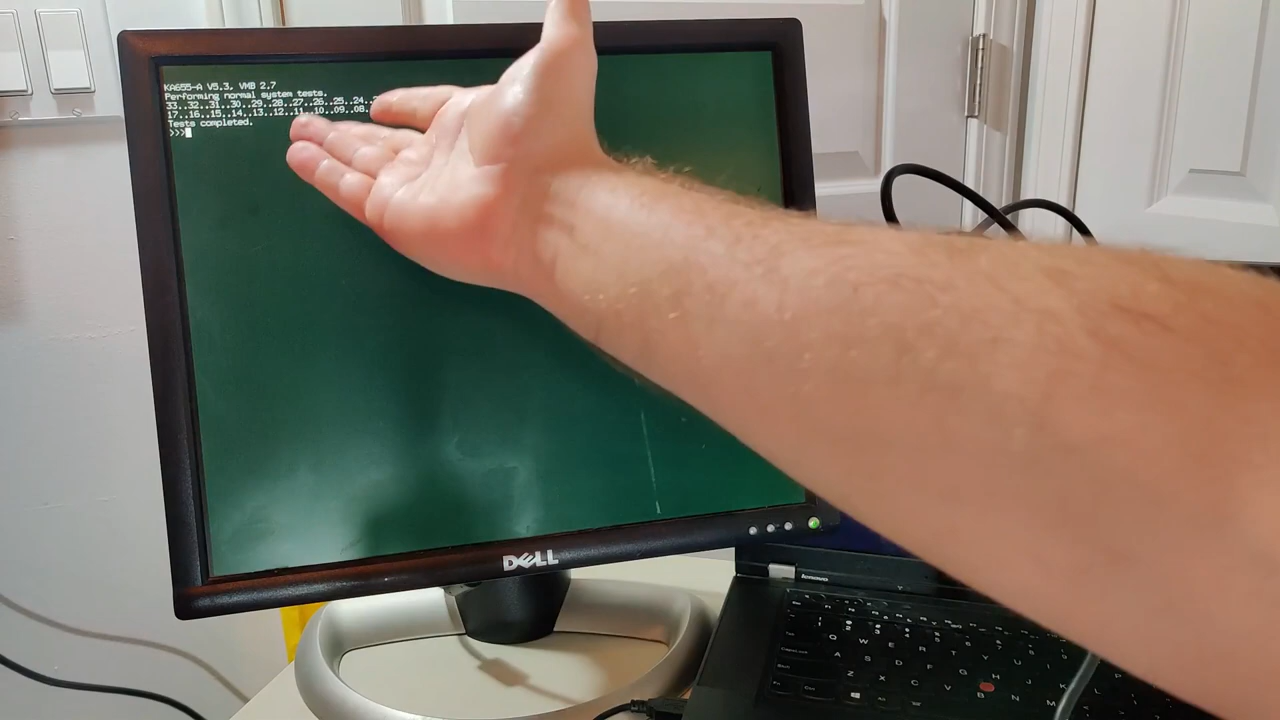 KA655-A V5.3, VMB 2.7
Performing normal system tests.
33..32..31..30..29..28..27..26..25..24..
17..16..15..14..13..12..11..10..09..08..
Tests completed.
>>>
DELL
lenovo